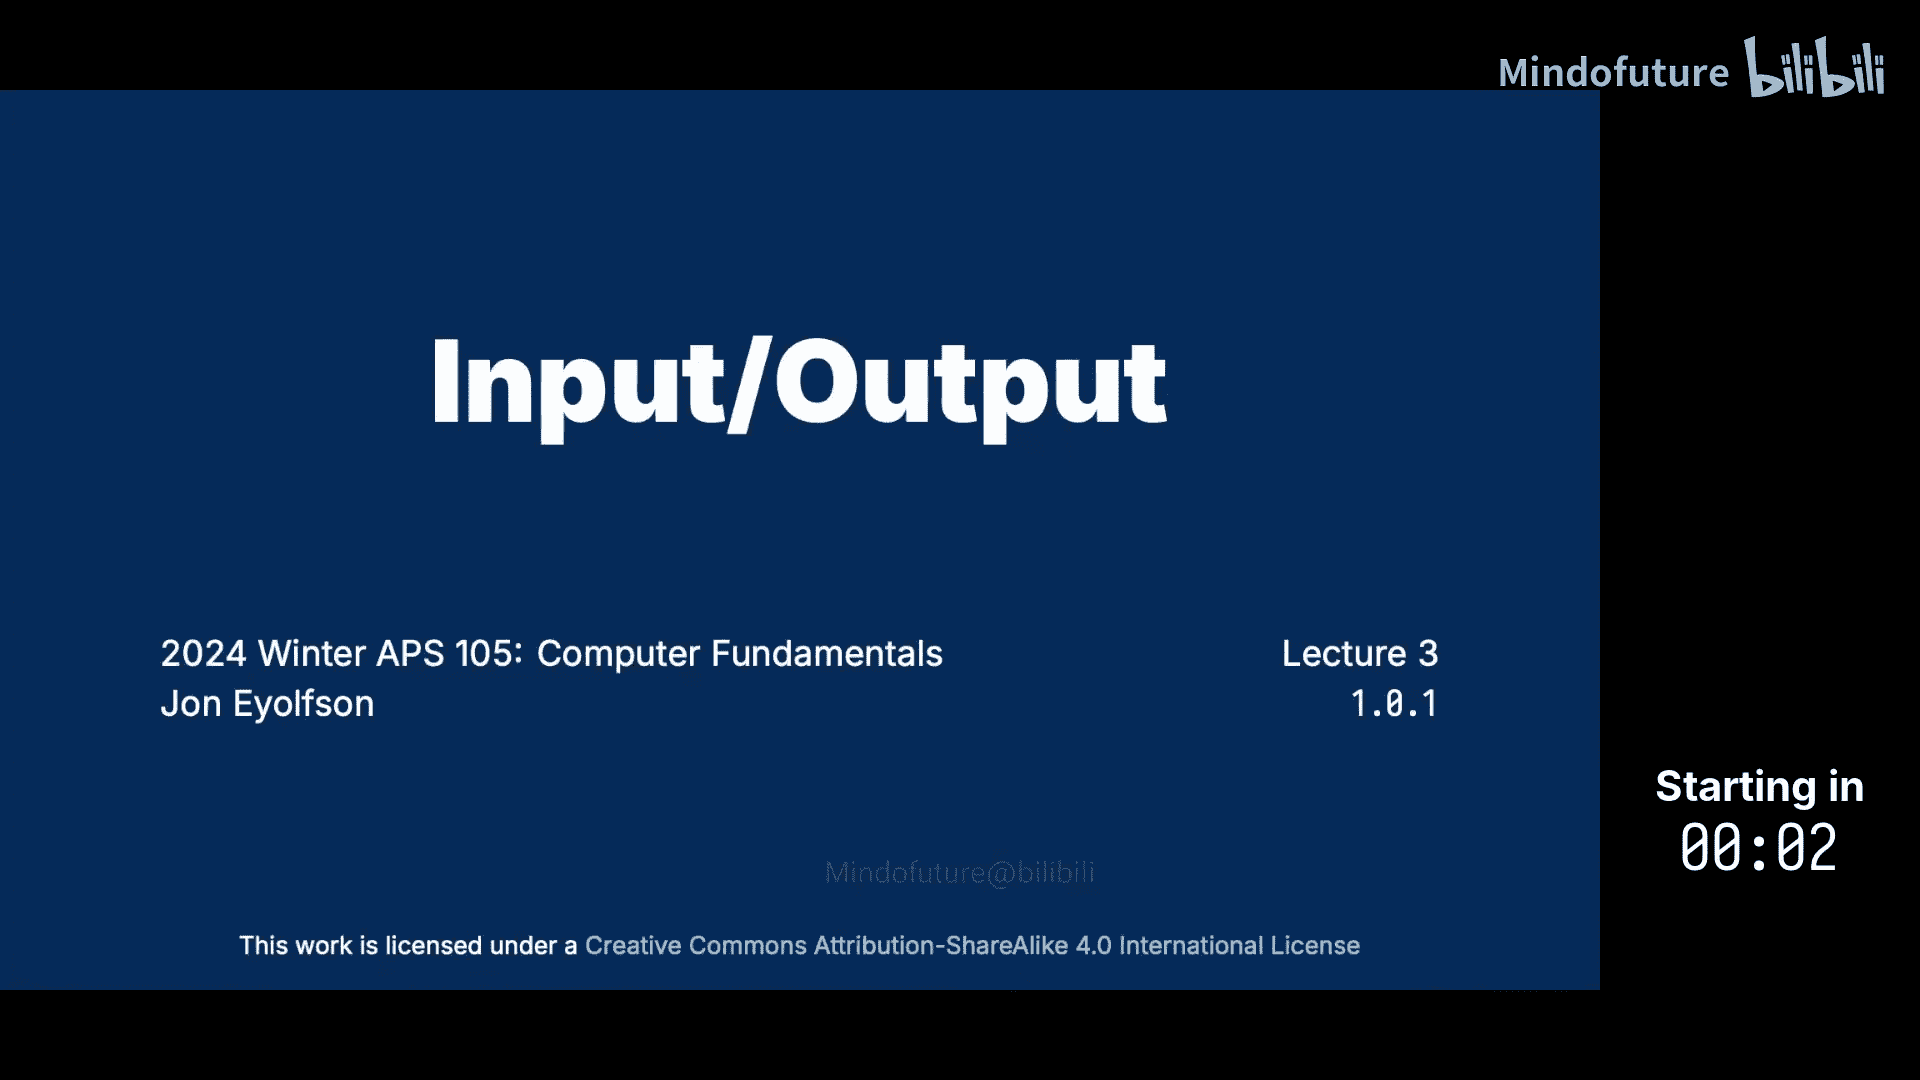 Mindofuture bilibili
Input/Output
2024 Winter APS 105: Computer Fundamentals
Lecture 3
Jon Eyolfson
1.0.1
Starting in
00:02
Mindofuture@bilibili
This work is licensed under a Creative Commons Attribution-ShareAlike 4.0 International License